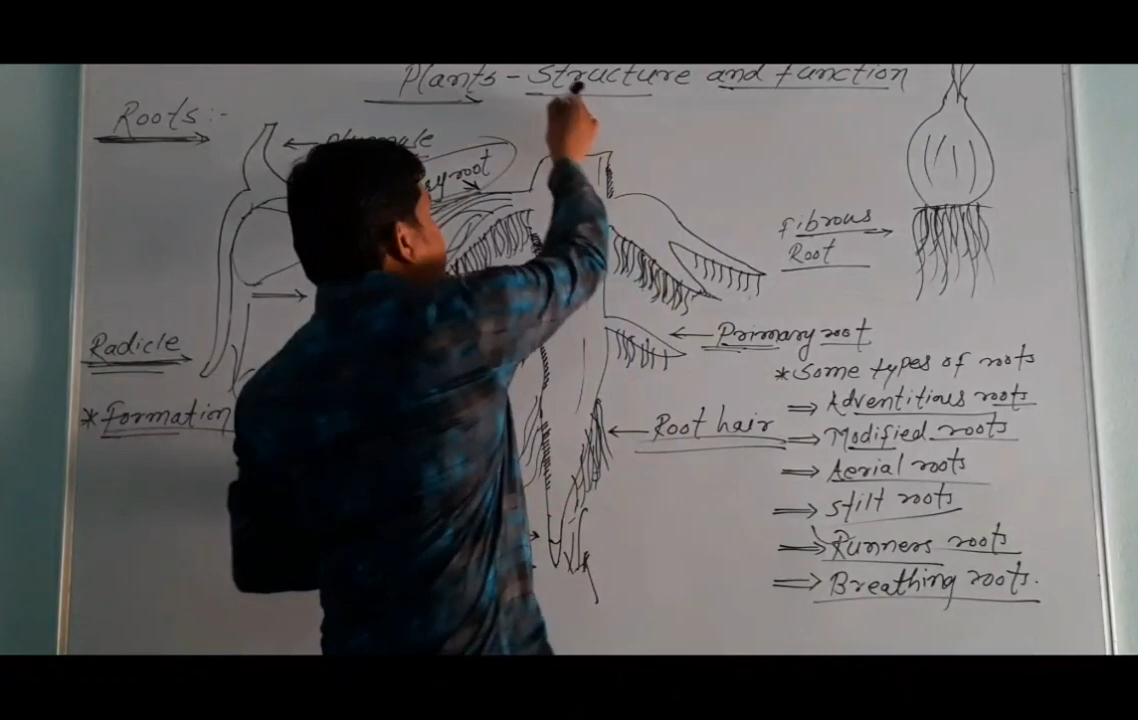 Plants - Structure and function
Roots :-
root
Fibrous
Root
Radicle
Primary root
*Some types of roots
*Formation
⇒ Adventitious roots
Root hair
⇒ Modified roots
⇒ Aerial roots
⇒ Stilt roots
⇒ Runners roots
⇒ Breathing roots.